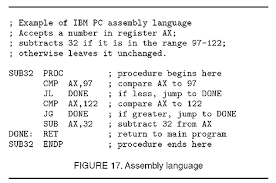 ; Example of IBM PC assembly language
; Accepts a number in register AX;
; subtracts 32 if it is in the range 97-122;
; otherwise leaves it unchanged.
SUB32 PROC ; procedure begins here
CMP AX,97 ; compare AX to 97
JL DONE ; if less, jump to DONE
CMP AX,122 ; compare AX to 122
JG DONE ; if greater, jump to DONE
SUB AX,32 ; subtract 32 from AX
DONE: RET ; return to main program
SUB32 ENDP ; procedure ends here
FIGURE 17. Assembly language